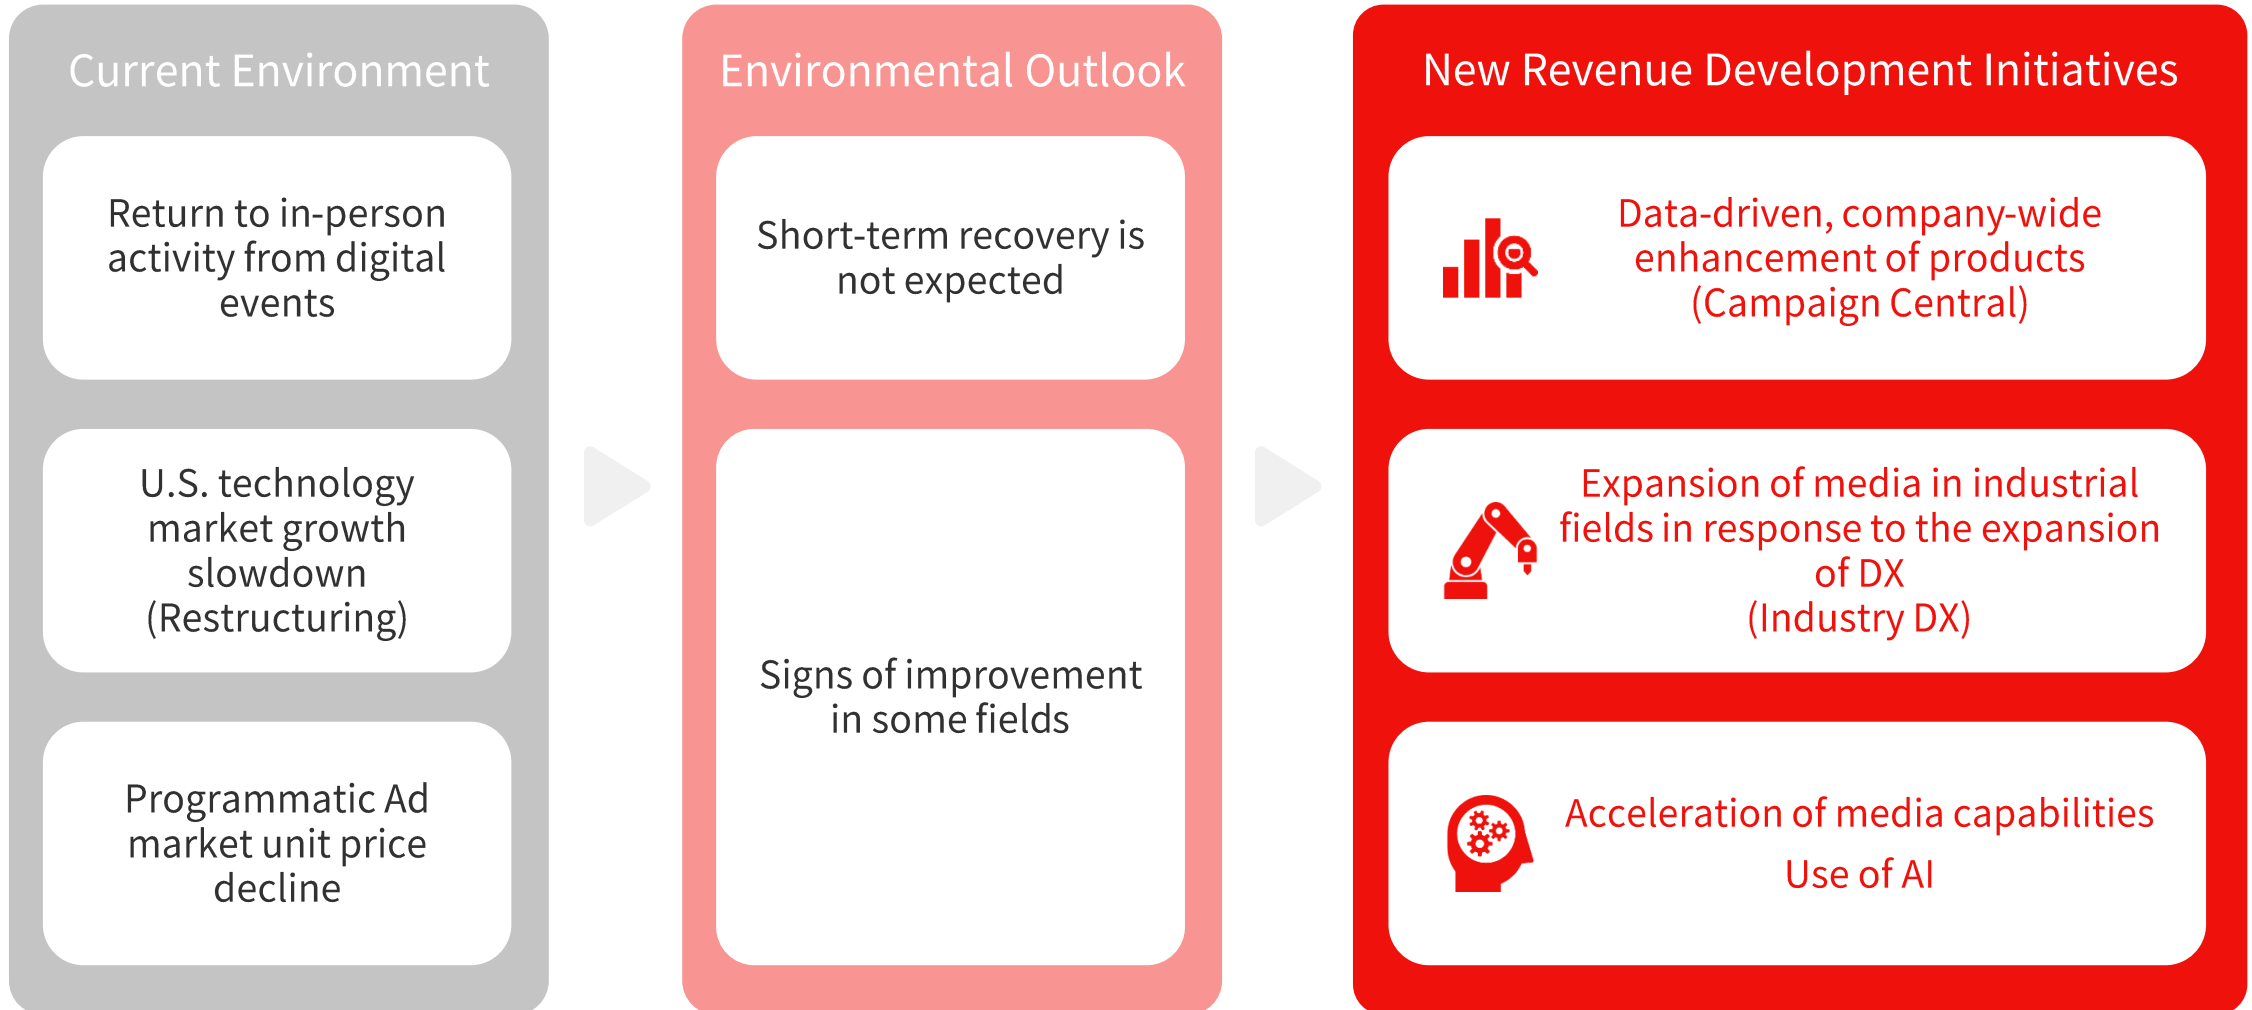 Current Environment
Return to in-person
activity from digital
events
U.S. technology
market growth
slowdown
(Restructuring)
Programmatic Ad
market unit price
decline
Environmental Outlook
Short-term recovery is
not expected
Signs of improvement
in some fields
New Revenue Development Initiatives
Data-driven, company-wide
enhancement of products
(Campaign Central)
Expansion of media in industrial
fields in response to the expansion
of DX
(Industry DX)
Acceleration of media capabilities
Use of AI